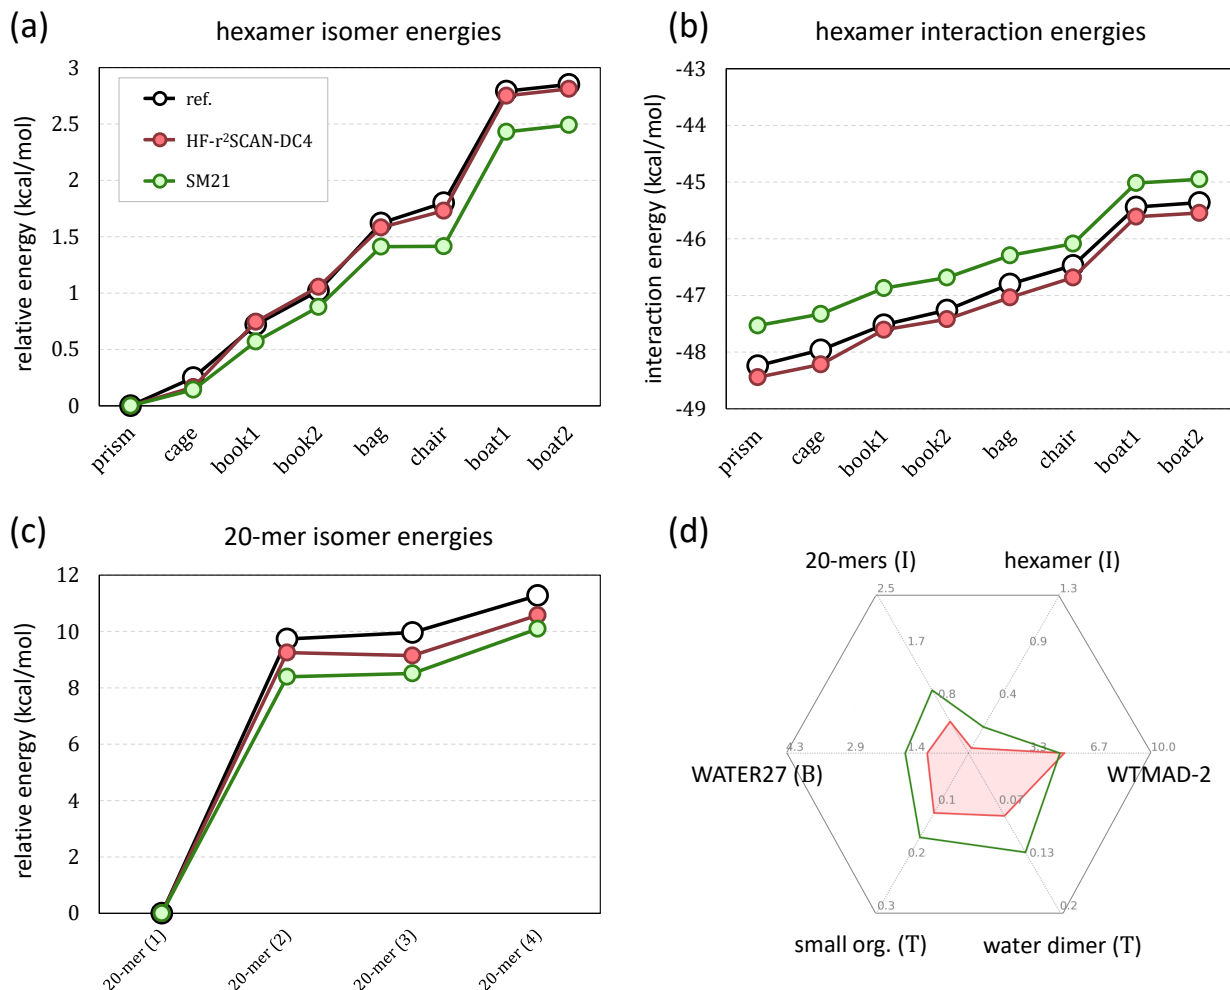 (a)
hexamer isomer energies
3
2.5
2
1.5
1
0.5
0
relative energy (kcal/mol)
ref.
HF-r²SCAN-DC4
SM21
prism
cage
book1
book2
bag
chair
boat1
boat2
(b)
hexamer interaction energies
-43
-44
-45
-46
-47
-48
-49
interaction energy (kcal/mol)
prism
cage
book1
book2
bag
chair
boat1
boat2
(c)
20-mer isomer energies
12
10
8
6
4
2
0
relative energy (kcal/mol)
20-mer (1)
20-mer (2)
20-mer (3)
20-mer (4)
(d)
20-mers (I)
hexamer (I)
2.5
1.3
1.7
0.9
0.8
0.4
4.3
2.9
1.4
3.3
6.7
10.0
WATER27 (B)
WTMAD-2
0.1
0.07
0.2
0.13
0.3
0.2
small org. (T)
water dimer (T)